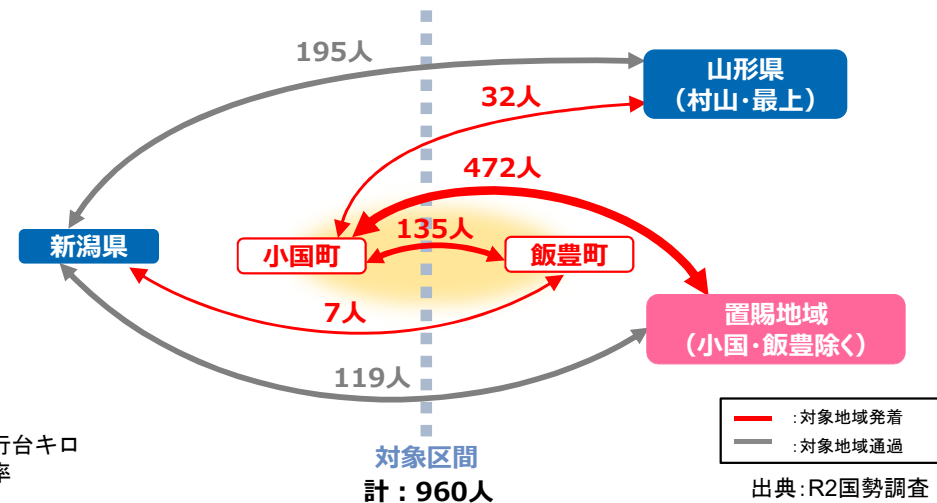 195人
山形県
（村山・最上）
32人
472人
135人
新潟県
小国町
飯豊町
7人
置賜地域
（小国・飯豊除く）
119人
：対象地域発着
：対象地域通過
行台キロ
率
対象区間
計：960人
出典：R2国勢調査